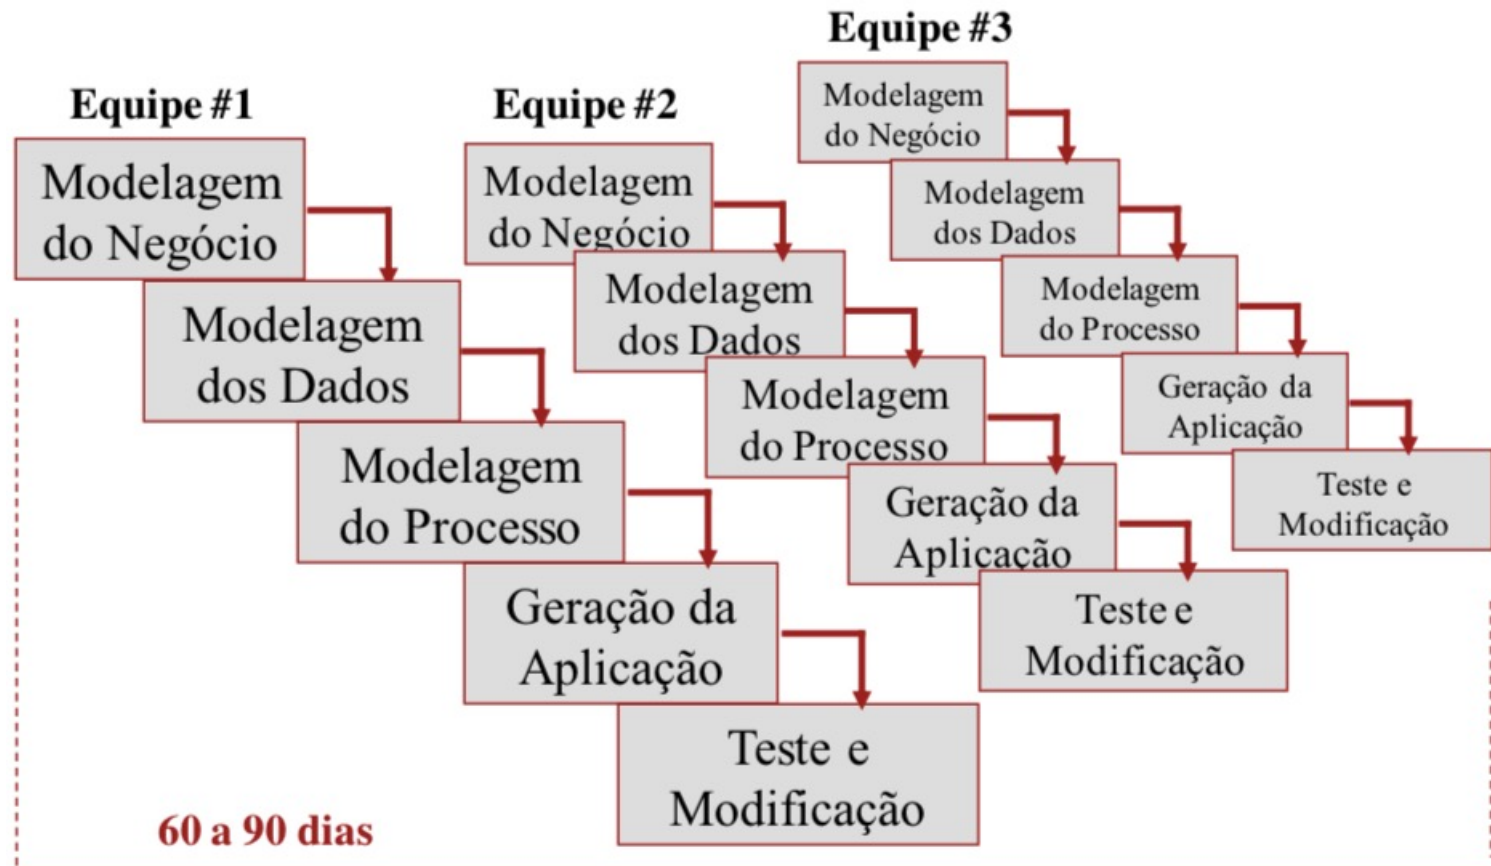 Equipe #1
Modelagem
do Negócio
Modelagem
dos Dados
Modelagem
do Processo
Geração da
Aplicação
Teste e
Modificação
Equipe #2
Modelagem
do Negócio
Modelagem
dos Dados
Modelagem
do Processo
Geração da
Aplicação
Teste e
Modificação
Equipe #3
Modelagem
do Negócio
Modelagem
dos Dados
Modelagem
do Processo
Geração da
Aplicação
Teste e
Modificação
60 a 90 dias